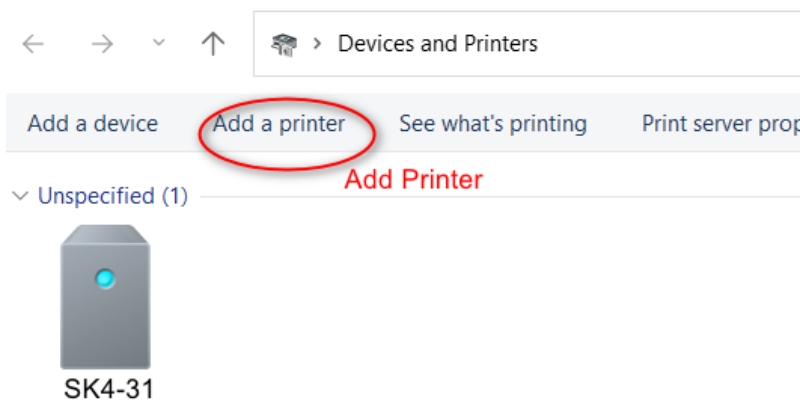 Devices and Printers
Add a device Add a printer See what's printing Print server prop
Add Printer
Unspecified (1)
SK4-31